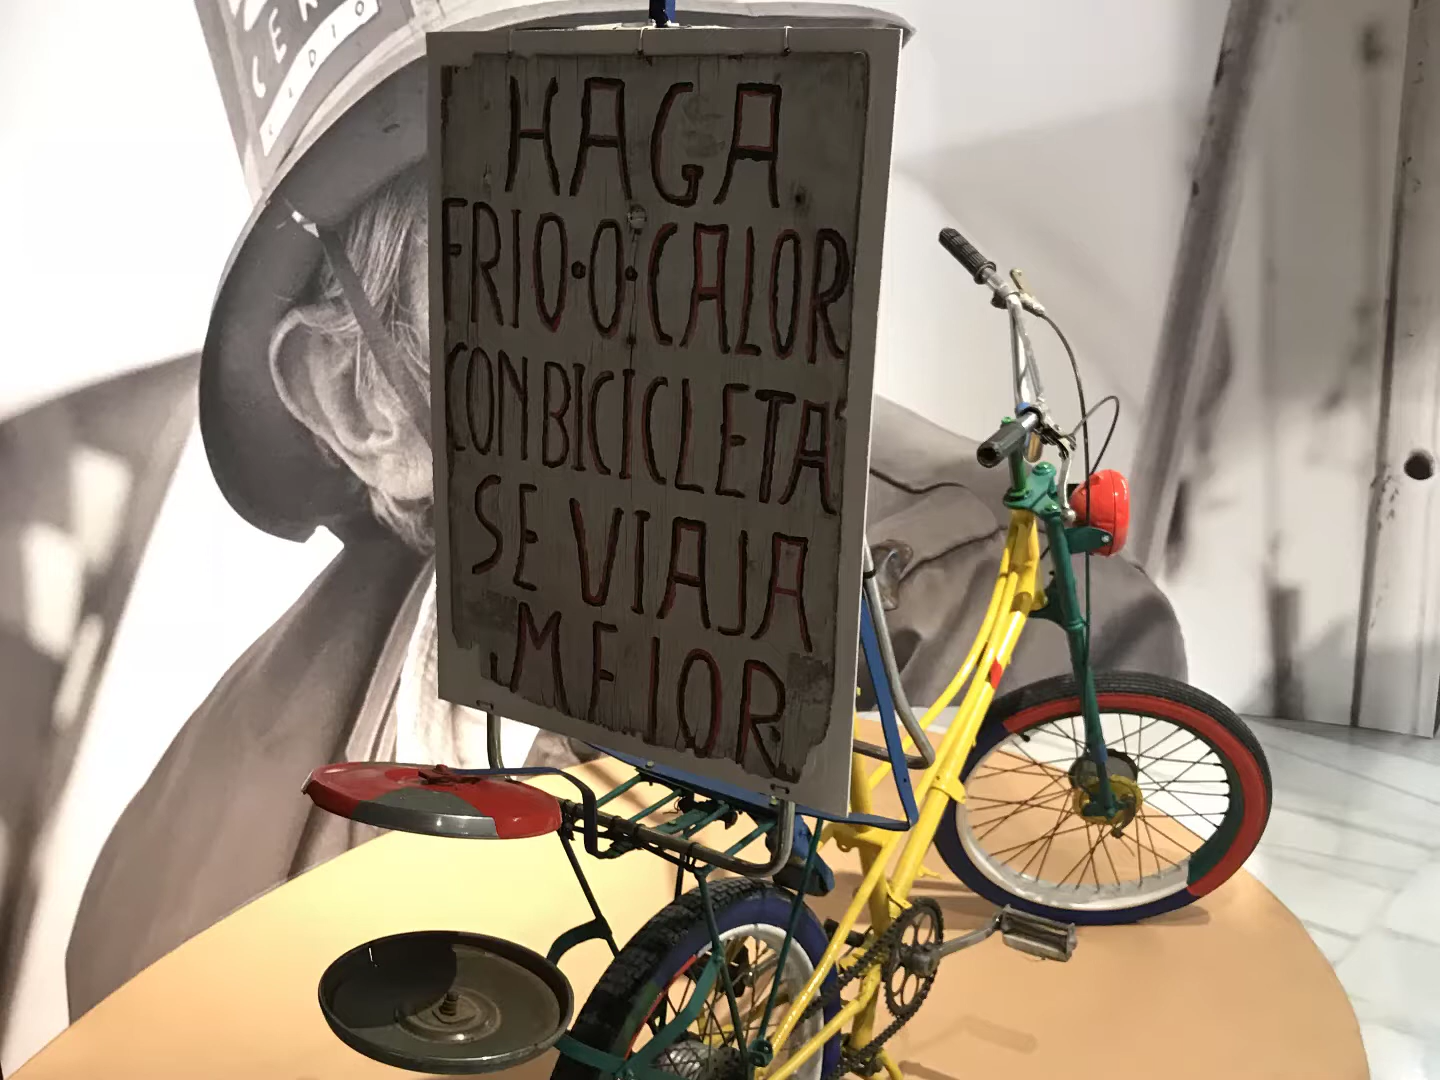 HAGA
FRIO·O·CALOR
CON BICICLETA
SE VIAJA
MEJOR